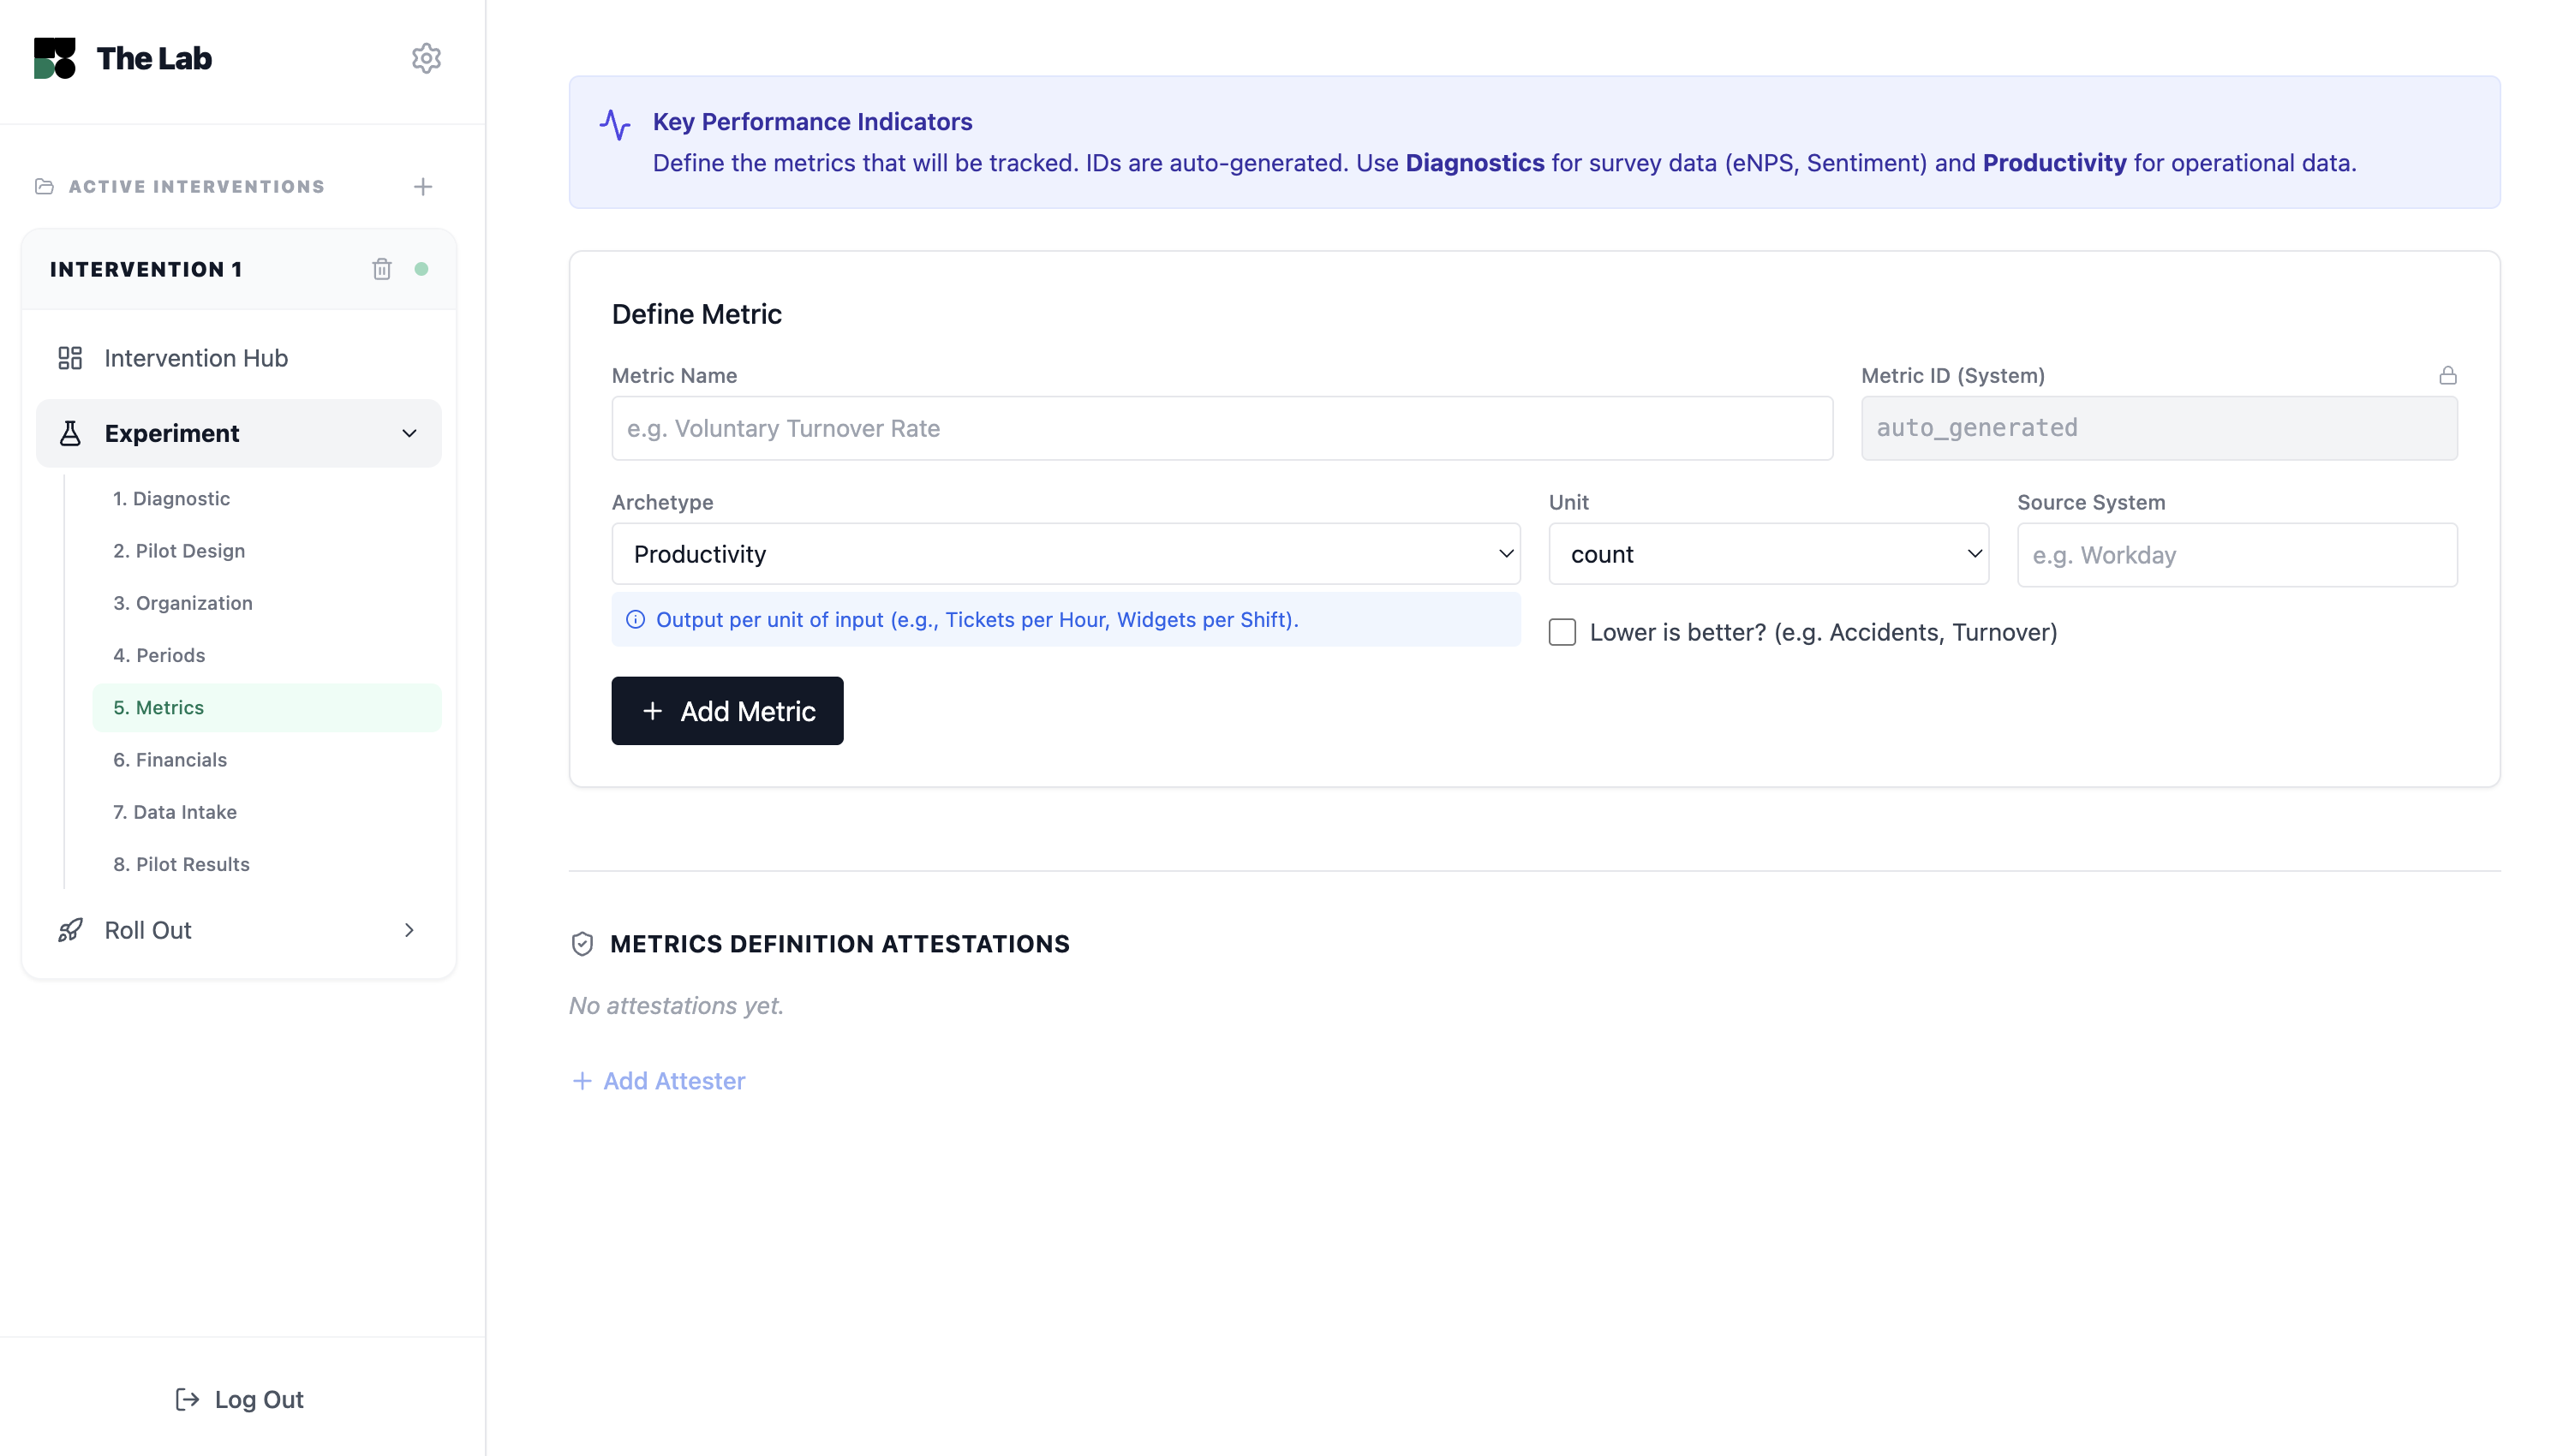 The Lab
ACTIVE INTERVENTIONS
INTERVENTION 1
Intervention Hub
Experiment
1. Diagnostic
2. Pilot Design
3. Organization
4. Periods
5. Metrics
6. Financials
7. Data Intake
8. Pilot Results
Roll Out
Log Out
Key Performance Indicators
Define the metrics that will be tracked. IDs are auto-generated. Use Diagnostics for survey data (eNPS, Sentiment) and Productivity for operational data.
Define Metric
Metric Name
Metric ID (System)
e.g. Voluntary Turnover Rate
auto_generated
Archetype
Unit
Source System
Productivity
count
e.g. Workday
Output per unit of input (e.g., Tickets per Hour, Widgets per Shift).
Lower is better? (e.g. Accidents, Turnover)
Add Metric
METRICS DEFINITION ATTESTATIONS
No attestations yet.
Add Attester